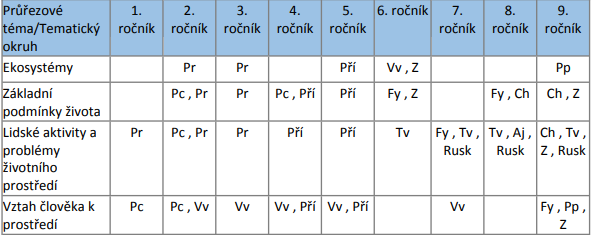 Průřezové téma/Tematický okruh | 1. ročník | 2. ročník | 3. ročník | 4. ročník | 5. ročník | 6. ročník | 7. ročník | 8. ročník | 9. ročník
Ekosystémy | | Pr | Pr | | Pří | Vv , Z | | | Pp
Základní podmínky života | | Pc , Pr | Pr | Pc , Pří | Pří | Fy , Z | | Fy , Ch | Ch , Z
Lidské aktivity a problémy životního prostředí | Pr | Pc , Pr | Pr | Pří | Pří | Tv | Fy , Tv , Rusk | Tv , Aj , Rusk | Ch , Tv , Z , Rusk
Vztah člověka k prostředí | Pc | Pc , Vv | Vv | Vv , Pří | Vv , Pří | | Vv | | Fy , Pp , Z